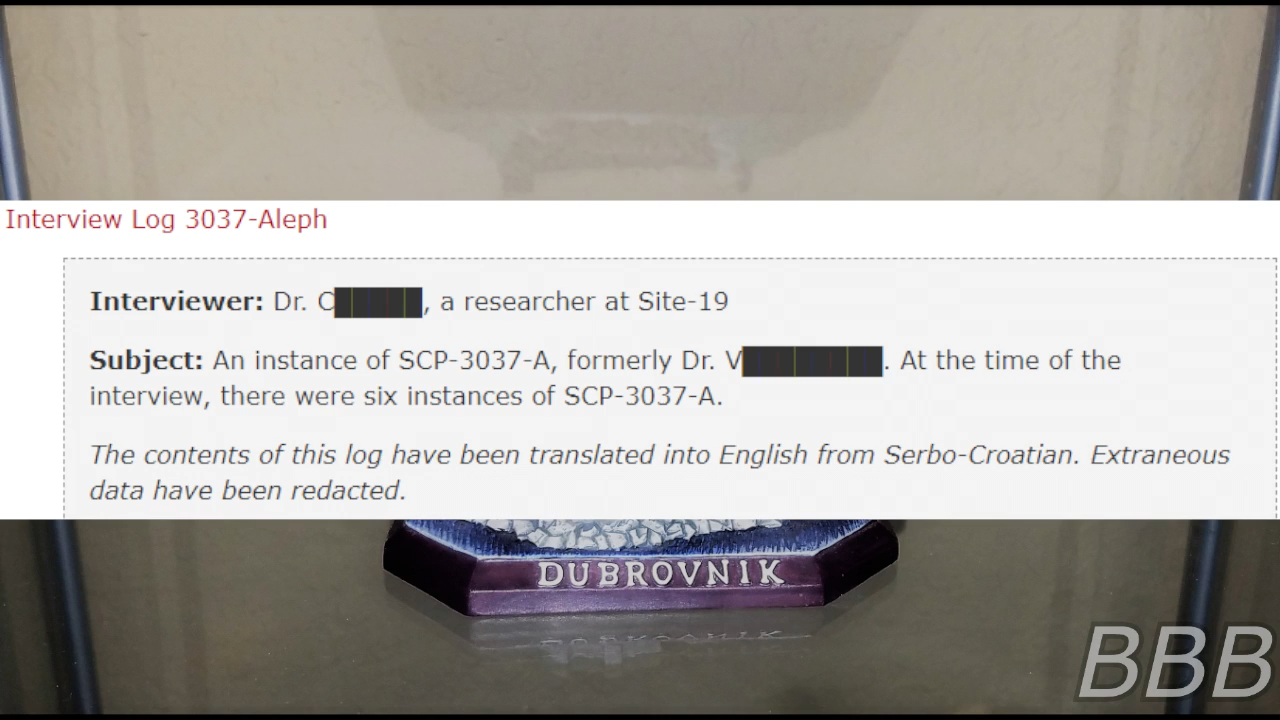 Interview Log 3037-Aleph
Interviewer: Dr. C██████, a researcher at Site-19
Subject: An instance of SCP-3037-A, formerly Dr. V████████. At the time of the
interview, there were six instances of SCP-3037-A.
The contents of this log have been translated into English from Serbo-Croatian. Extraneous
data have been redacted.
DUBROVNIK
BBB